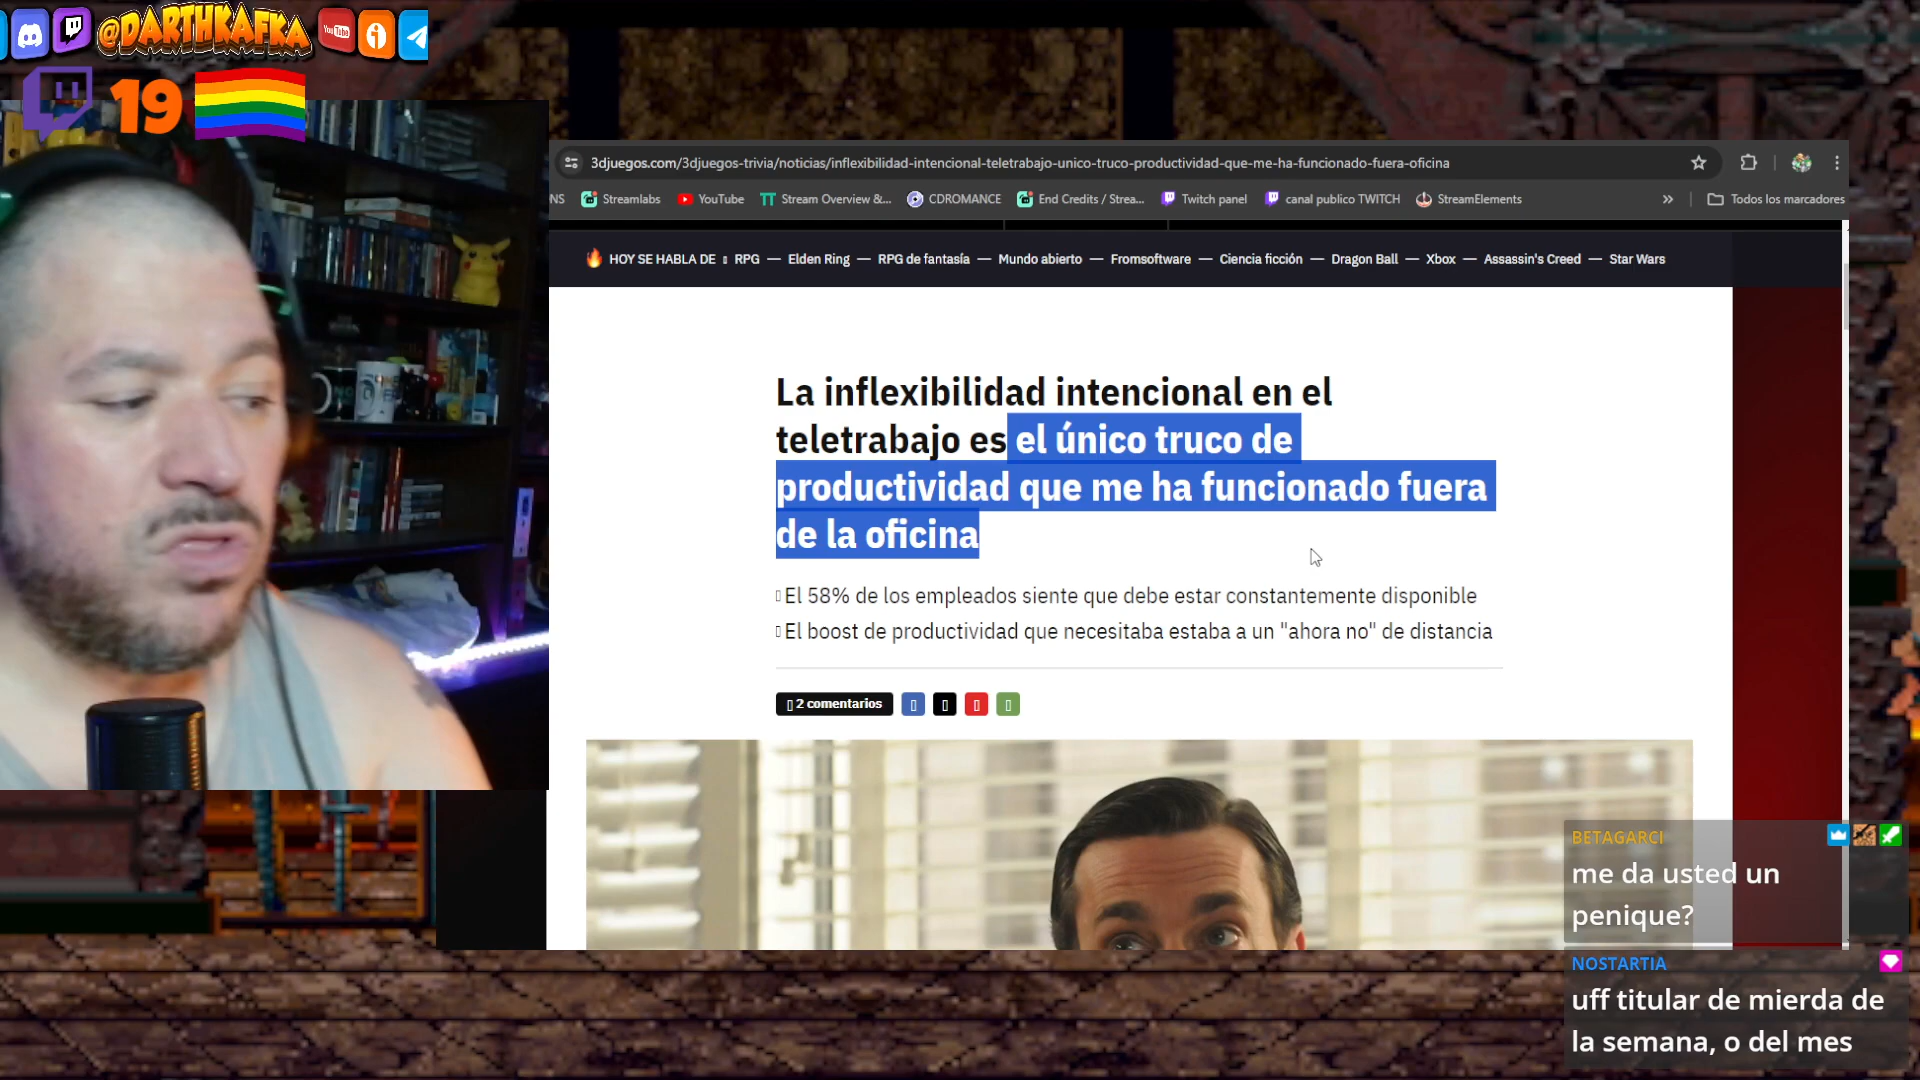 @DARTHKAFKA
YouTube
19
3djuegos.com/3djuegos-trivia/noticias/inflexibilidad-intencional-teletrabajo-unico-truco-productividad-que-me-ha-funcionado-fuera-oficina
NS Streamlabs YouTube Stream Overview &... CDROMANCE End Credits / Strea... Twitch panel canal publico TWITCH StreamElements » Todos los marcadores
HOY SE HABLA DE RPG — Elden Ring — RPG de fantasía — Mundo abierto — Fromsoftware — Ciencia ficción — Dragon Ball — Xbox — Assassin's Creed — Star Wars
La inflexibilidad intencional en el
teletrabajo es el único truco de
productividad que me ha funcionado fuera
de la oficina
El 58% de los empleados siente que debe estar constantemente disponible
El boost de productividad que necesitaba estaba a un "ahora no" de distancia
2 comentarios
BETAGARCI
me da usted un
penique?
NOSTARTIA
uff titular de mierda de
la semana, o del mes